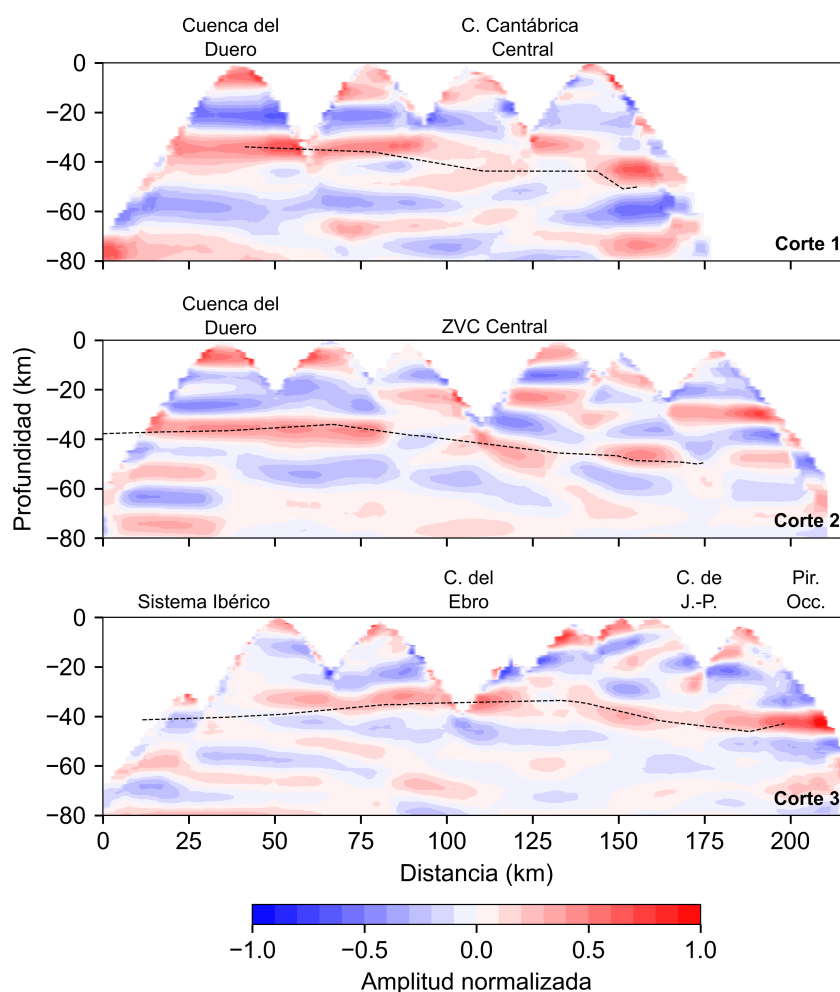 Cuenca del
Duero
C. Cantábrica
Central
0
−20
−40
−60
−80
Corte 1
Cuenca del
Duero
ZVC Central
0
−20
−40
−60
−80
Corte 2
Profundidad (km)
Sistema Ibérico
C. del
Ebro
C. de
J.-P.
Pir.
Occ.
0
−20
−40
−60
−80
Corte 3
0 25 50 75 100 125 150 175 200
Distancia (km)
−1.0 −0.5 0.0 0.5 1.0
Amplitud normalizada